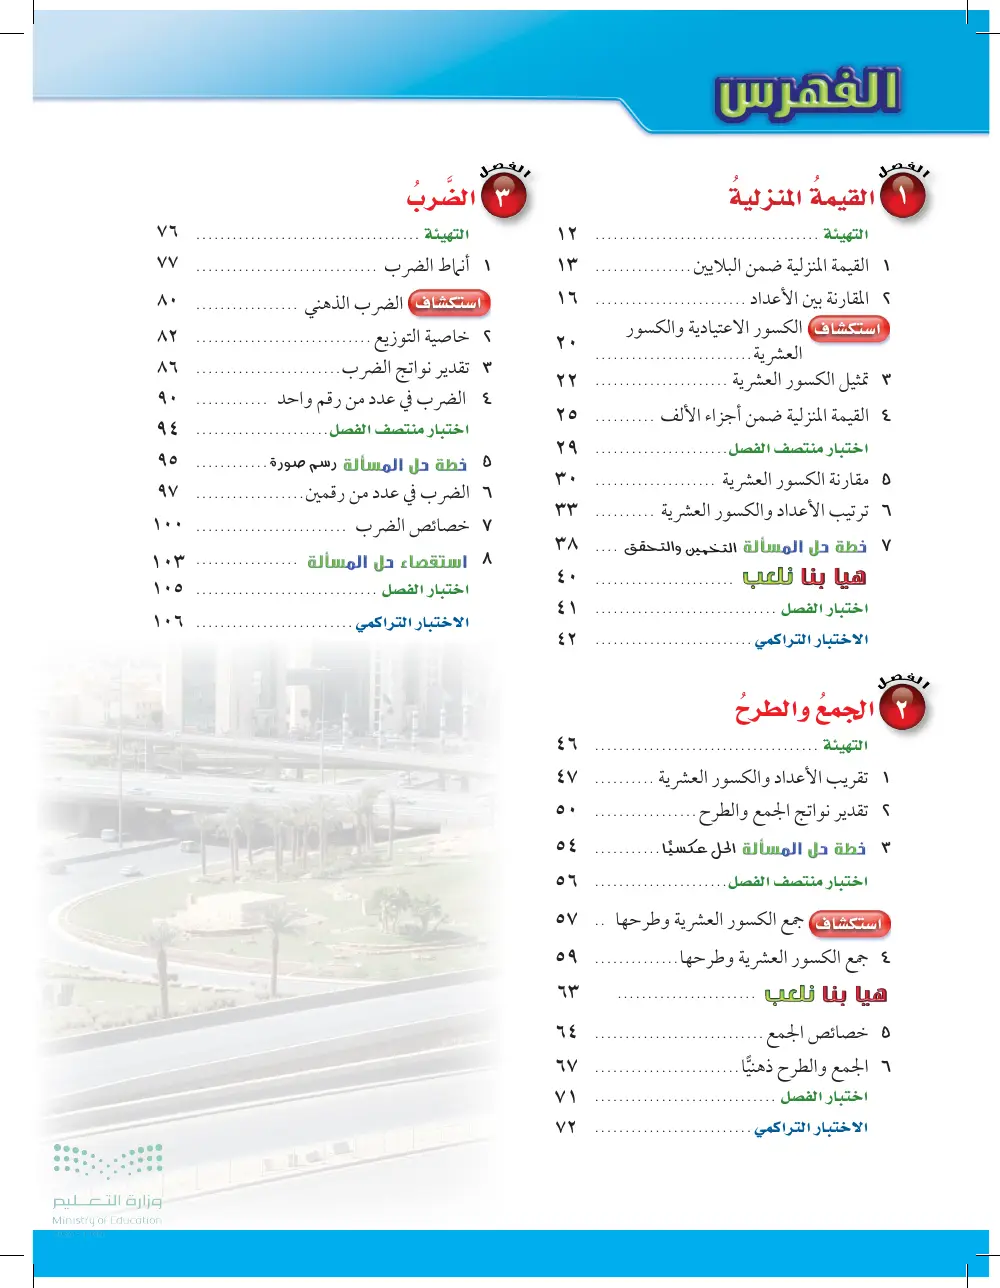 الفهرس
الفصل
١ القيمةُ المنزليةُ
التهيئة ..................................... ١٢
١ القيمة المنزلية ضمن البلايين ................ ١٣
٢ المقارنة بين الأعداد ......................... ١٦
استكشاف الكسور الاعتيادية والكسور
العشرية .......................... ٢٠
٣ تمثيل الكسور العشرية ...................... ٢٢
٤ القيمة المنزلية ضمن أجزاء الألف .......... ٢٥
اختبار منتصف الفصل ...................... ٢٩
٥ مقارنة الكسور العشرية .................... ٣٠
٦ ترتيب الأعداد والكسور العشرية .......... ٣٣
٧ خطة حل المسألة التخمين والتحقق .... ٣٨
هيا بنا نلعب ....................... ٤٠
اختبار الفصل .............................. ٤١
الاختبار التراكمي .......................... ٤٢
الفصل
٢ الجمعُ والطرحُ
التهيئة ..................................... ٤٦
١ تقريب الأعداد والكسور العشرية .......... ٤٧
٢ تقدير نواتج الجمع والطرح ................. ٥٠
٣ خطة حل المسألة الحل عكسيًّا ........... ٥٤
اختبار منتصف الفصل ...................... ٥٦
استكشاف جمع الكسور العشرية وطرحها .. ٥٧
٤ جمع الكسور العشرية وطرحها .............. ٥٩
هيا بنا نلعب ....................... ٦٣
٥ خصائص الجمع ............................ ٦٤
٦ الجمع والطرح ذهنيًّا ........................ ٦٧
اختبار الفصل .............................. ٧١
الاختبار التراكمي .......................... ٧٢
الفصل
٣ الضَّربُ
التهيئة ..................................... ٧٦
١ أنماط الضرب .............................. ٧٧
استكشاف الضرب الذهني ................. ٨٠
٢ خاصية التوزيع ............................. ٨٢
٣ تقدير نواتج الضرب ........................ ٨٦
٤ الضرب في عدد من رقم واحد ............ ٩٠
اختبار منتصف الفصل ...................... ٩٤
٥ خطة حل المسألة رسم صورة ............ ٩٥
٦ الضرب في عدد من رقمين .................. ٩٧
٧ خصائص الضرب ......................... ١٠٠
٨ استقصاء حل المسألة ................. ١٠٣
اختبار الفصل .............................. ١٠٥
الاختبار التراكمي .......................... ١٠٦
وزارة التعليم
Ministry of Education